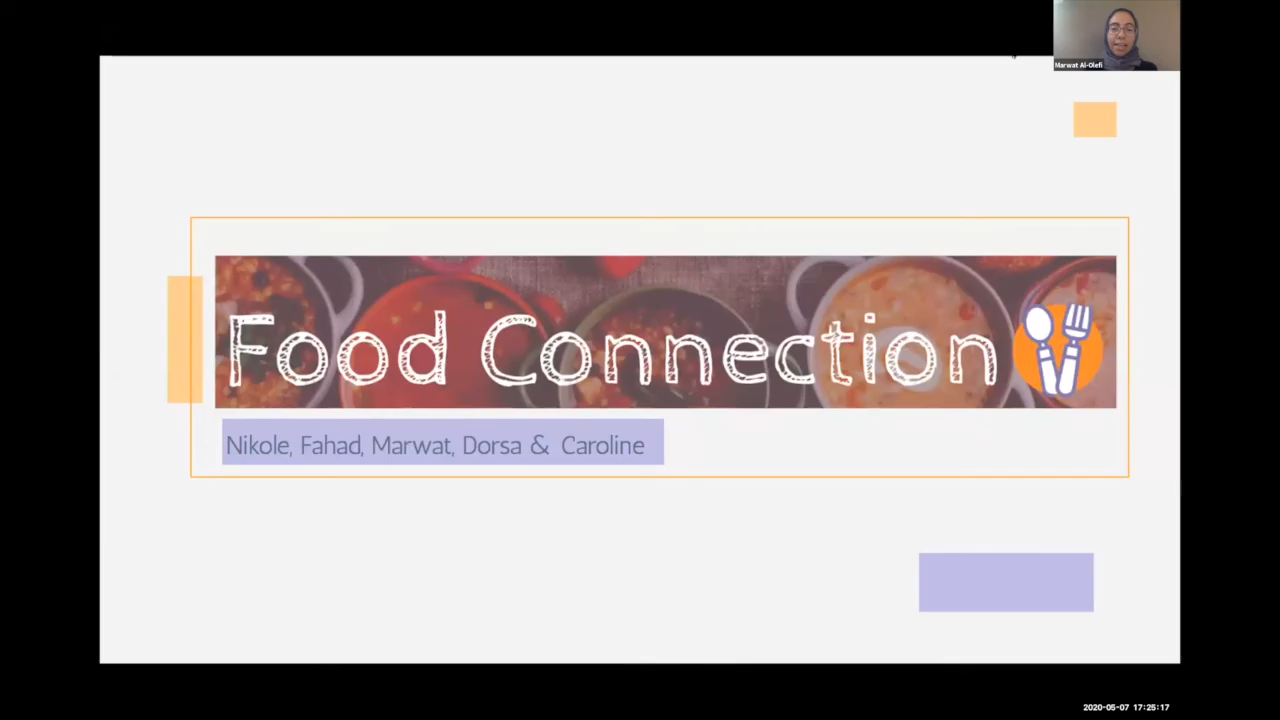 Marwat Al-Olefi
Food Connection
Nikole, Fahad, Marwat, Dorsa & Caroline
2020-05-07 17:25:17